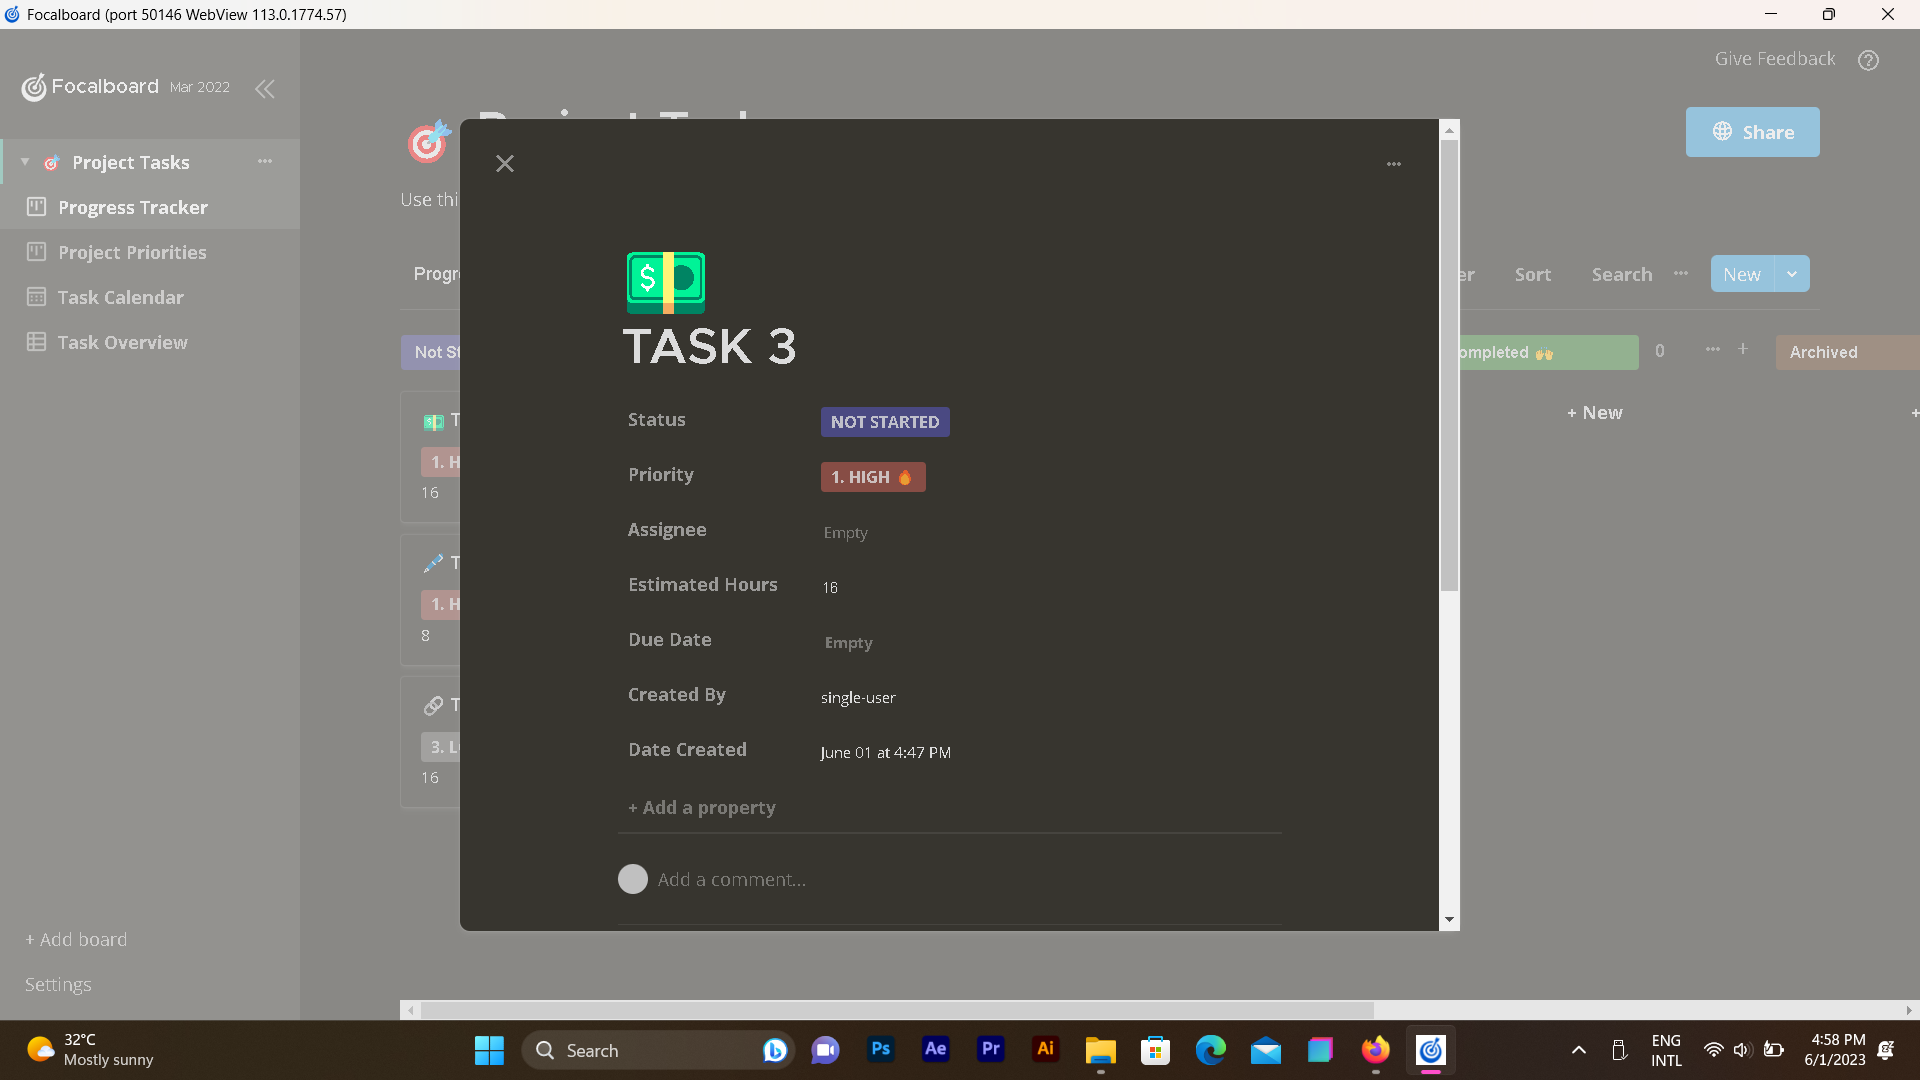 Focalboard (port 50146 WebView 113.0.1774.57)
Give Feedback
Focalboard Mar 2022
Share
Project Tasks
Progress Tracker
Project Priorities
Task Calendar
Task Overview
Use thi
Progr
er Sort Search New
Not St
ompleted 0 + Archived
+ New
+
T
1. H
16
T
1. H
8
T
3. L
16
$
TASK 3
Status NOT STARTED
Priority 1. HIGH
Assignee Empty
Estimated Hours 16
Due Date Empty
Created By single-user
Date Created June 01 at 4:47 PM
+ Add a property
Add a comment...
+ Add board
Settings
32°C
Mostly sunny
Search
Ps Ae Pr Ai
ENG
INTL
4:58 PM
6/1/2023